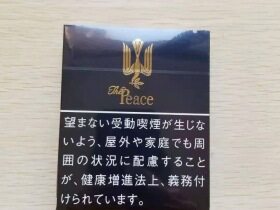 The
Peace
望まない受動喫煙が生じな
いよう、屋外や家庭でも周
囲の状況に配慮すること
が、健康増進法上、義務付
けられています。